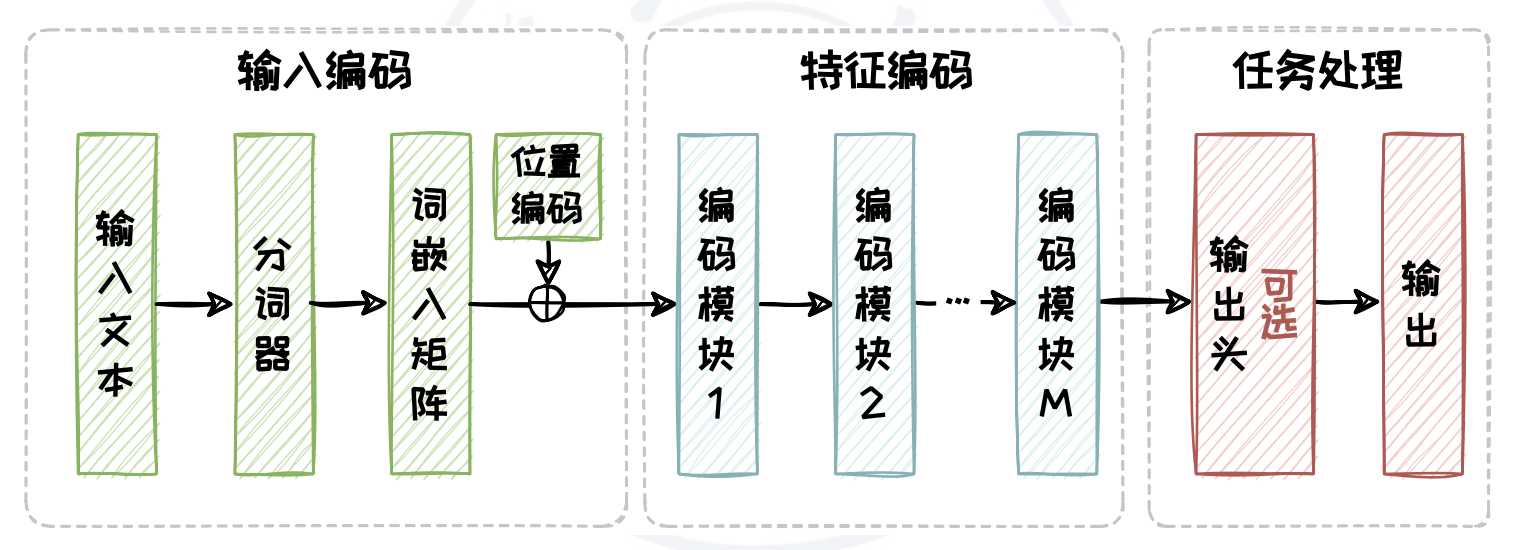 输入编码
输入文本
分词器
词嵌入矩阵
位置
编码
特征编码
编码模块1
编码模块2
...
编码模块M
任务处理
输出头
可选
输出